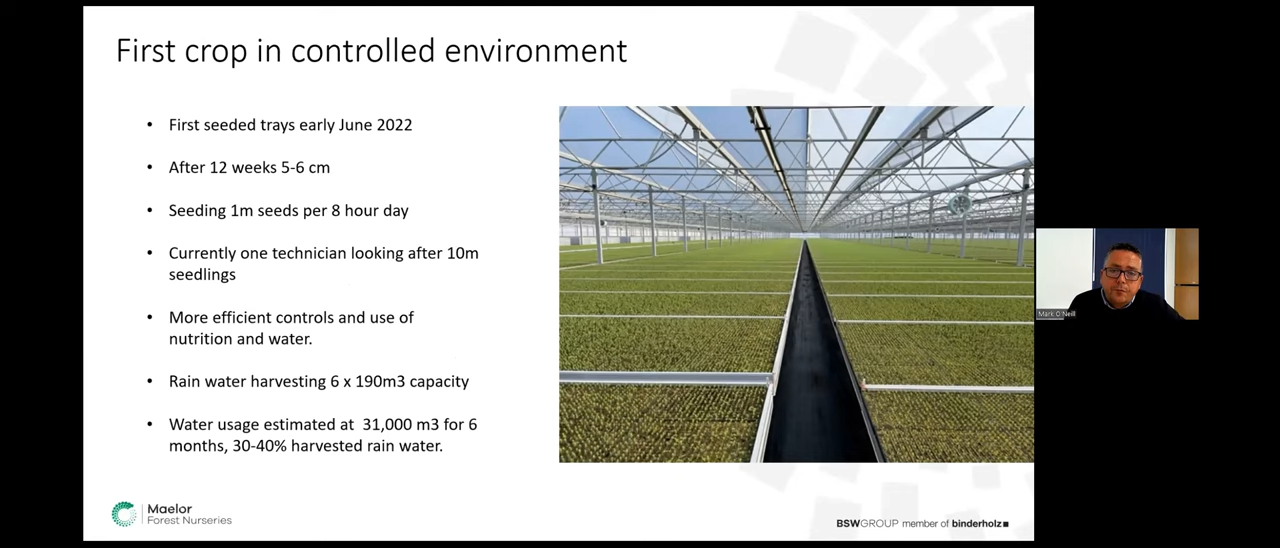 First crop in controlled environment
• First seeded trays early June 2022
• After 12 weeks 5-6 cm
• Seeding 1m seeds per 8 hour day
• Currently one technician looking after 10m
seedlings
• More efficient controls and use of
nutrition and water.
• Rain water harvesting 6 x 190m3 capacity
• Water usage estimated at 31,000 m3 for 6
months, 30-40% harvested rain water.
Mark O'Neill
Maelor
Forest Nurseries
BSWGROUP member of binderholz